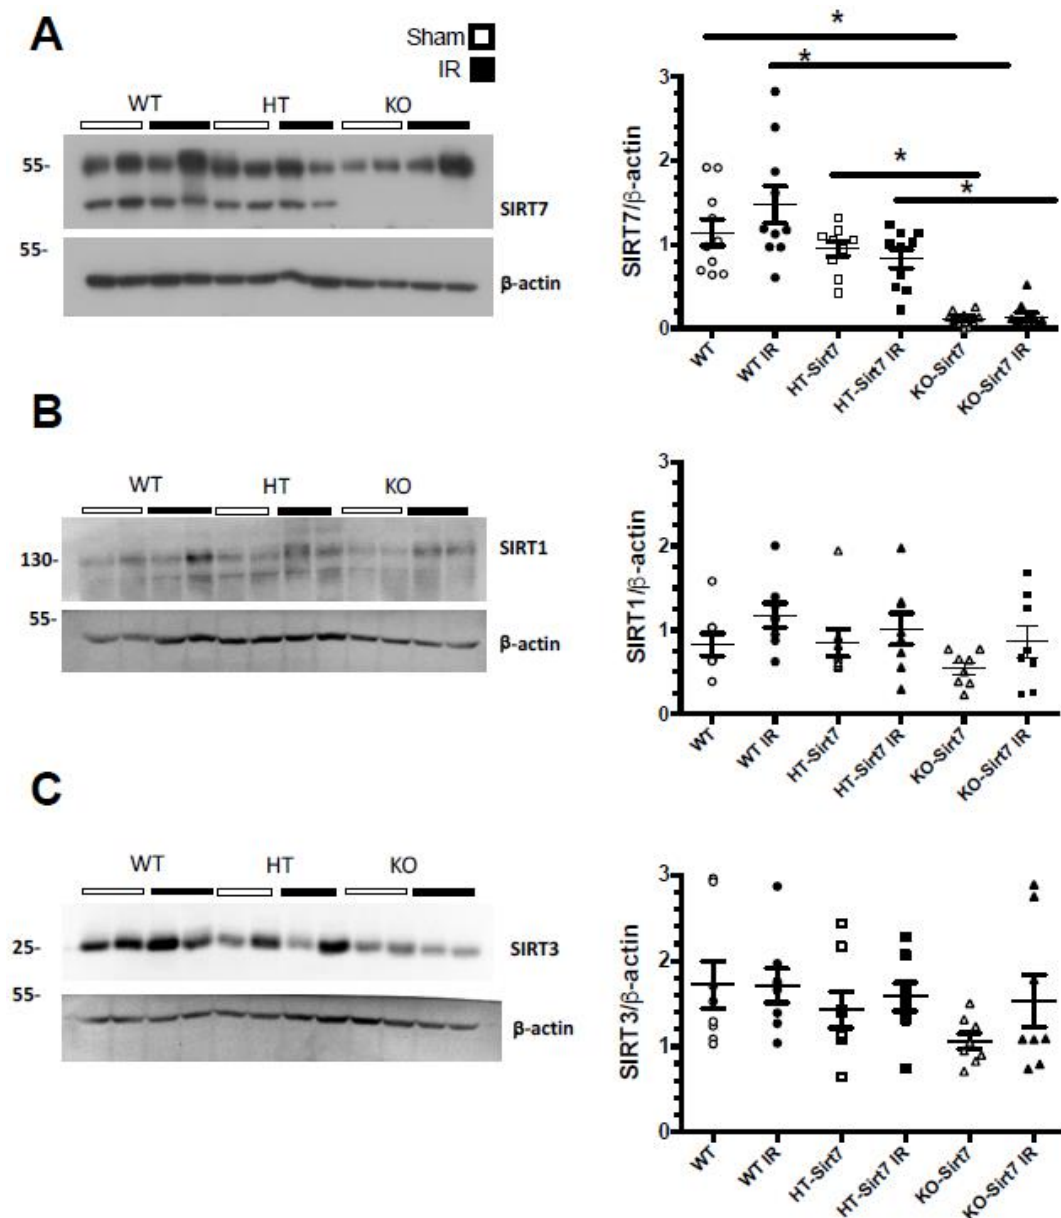 A
Sham
IR
WT HT KO
55-
SIRT7
55-
β-actin
* * * *
SIRT7/β-actin
3
2
1
0
WT
WT IR
HT-Sirt7
HT-Sirt7 IR
KO-Sirt7
KO-Sirt7 IR
B
WT HT KO
SIRT1
130-
55-
β-actin
SIRT1/β-actin
3
2
1
0
WT
WT IR
HT-Sirt7
HT-Sirt7 IR
KO-Sirt7
KO-Sirt7 IR
C
WT HT KO
25-
SIRT3
55-
β-actin
SIRT3/β-actin
3
2
1
0
WT
WT IR
HT-Sirt7
HT-Sirt7 IR
KO-Sirt7
KO-Sirt7 IR